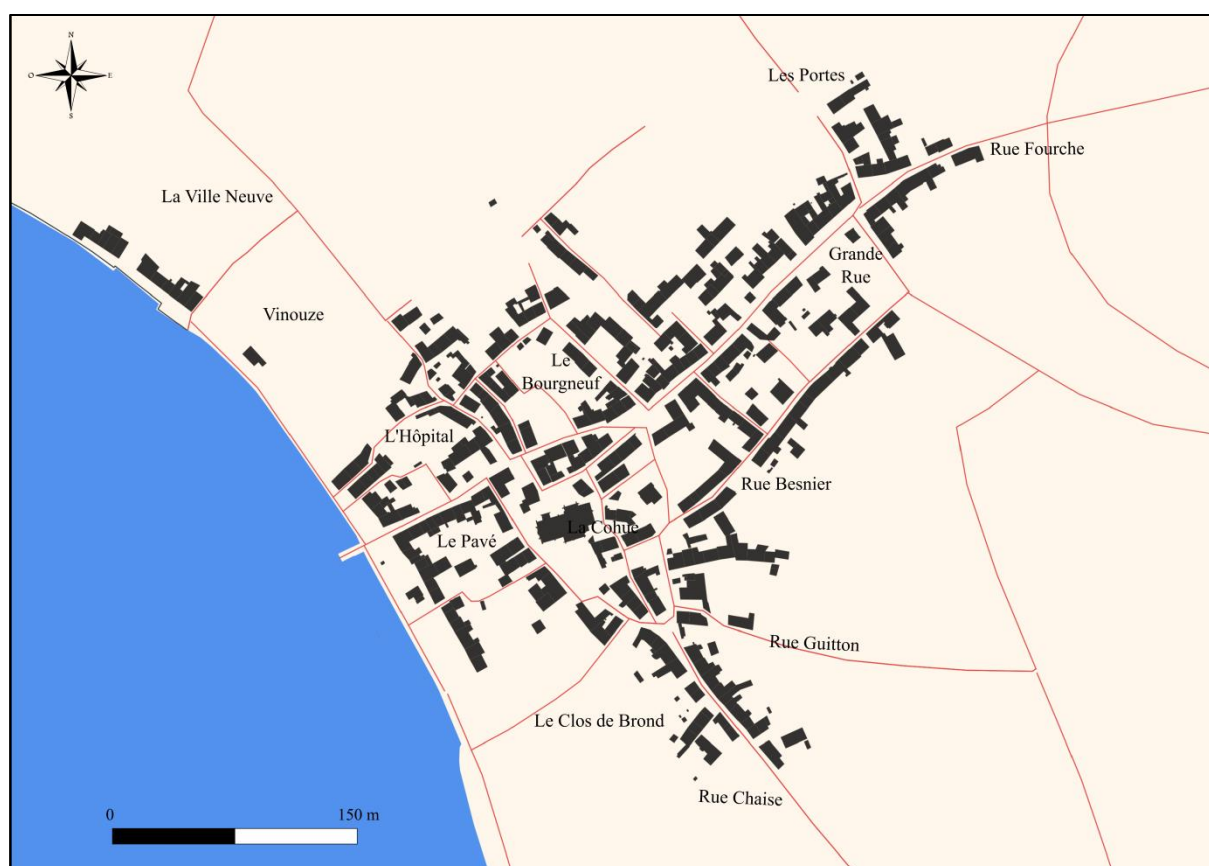 N
O
E
S
Les Portes
Rue Fourche
La Ville Neuve
Grande
Rue
Vinouze
Le
Bourgneuf
L'Hôpital
Rue Besnier
La Cohue
Le Pavé
Rue Guitton
Le Clos de Brond
Rue Chaise
0
150 m